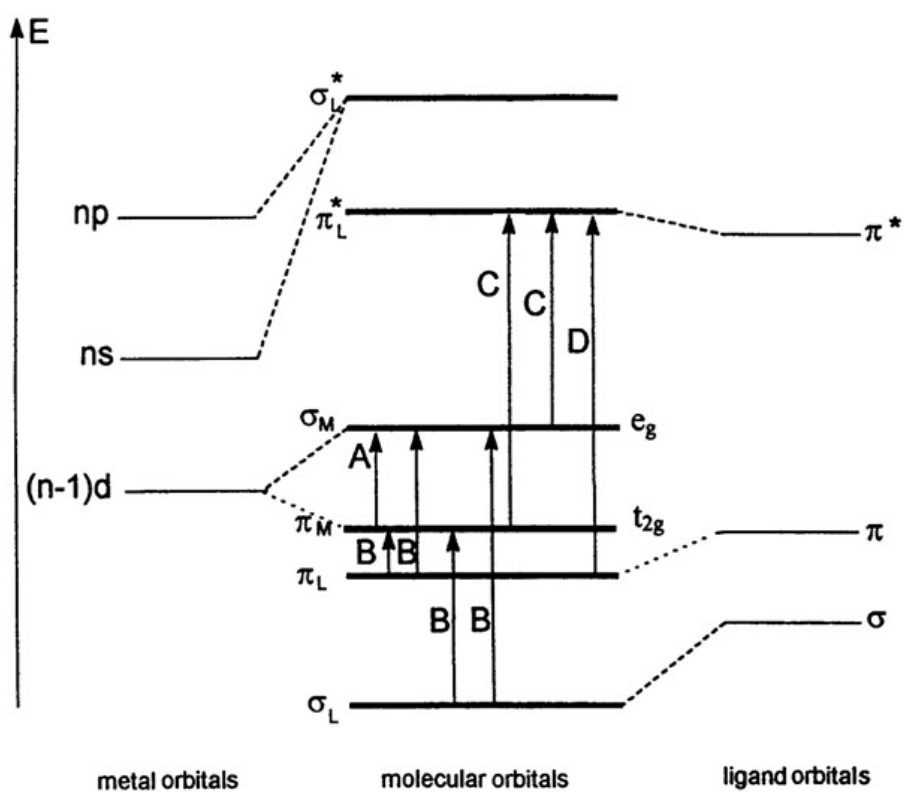 E
σL*
np
πL*
π*
C
C
D
ns
σM
eg
A
(n-1)d
πM
t2g
π
B
B
πL
σ
B
B
σL
metal orbitals
molecular orbitals
ligand orbitals